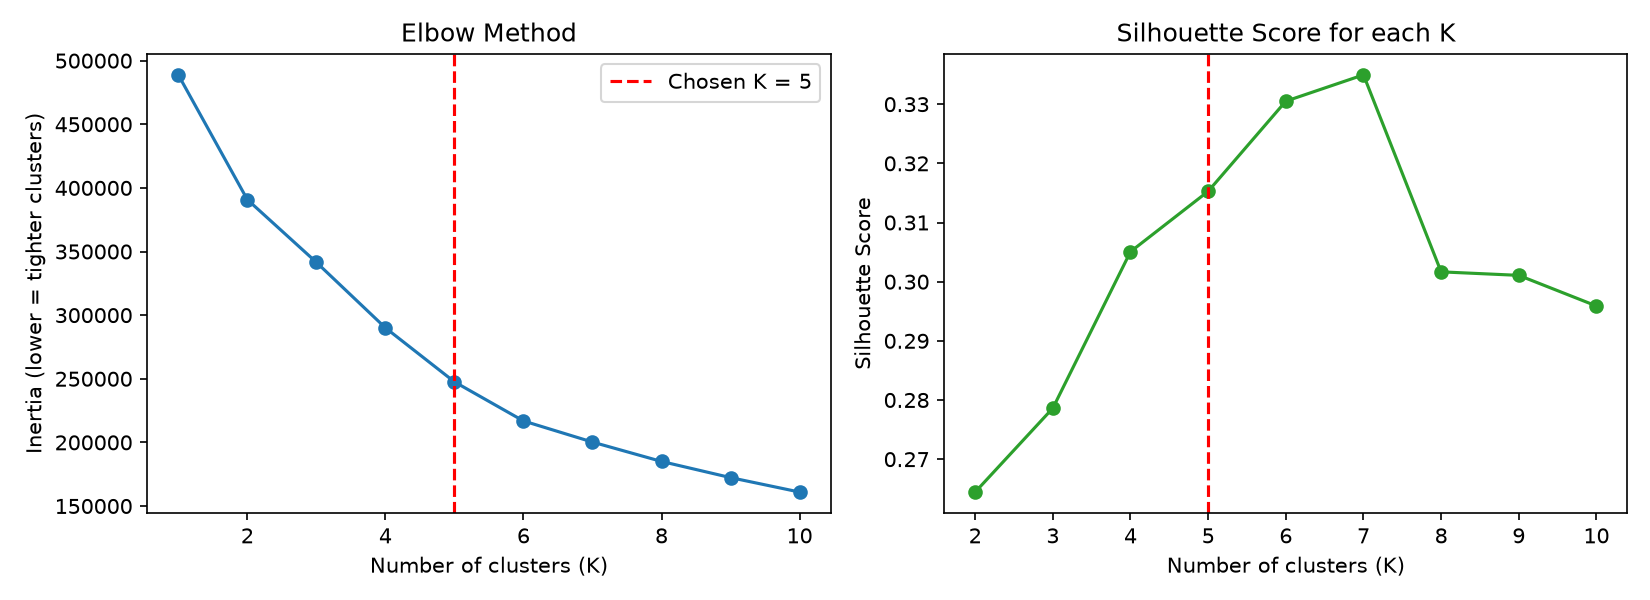 Elbow Method
500000
450000
400000
350000
300000
250000
200000
150000
Inertia (lower = tighter clusters)
Chosen K = 5
2 4 6 8 10
Number of clusters (K)
Silhouette Score for each K
0.33
0.32
0.31
0.30
0.29
0.28
0.27
Silhouette Score
2 3 4 5 6 7 8 9 10
Number of clusters (K)